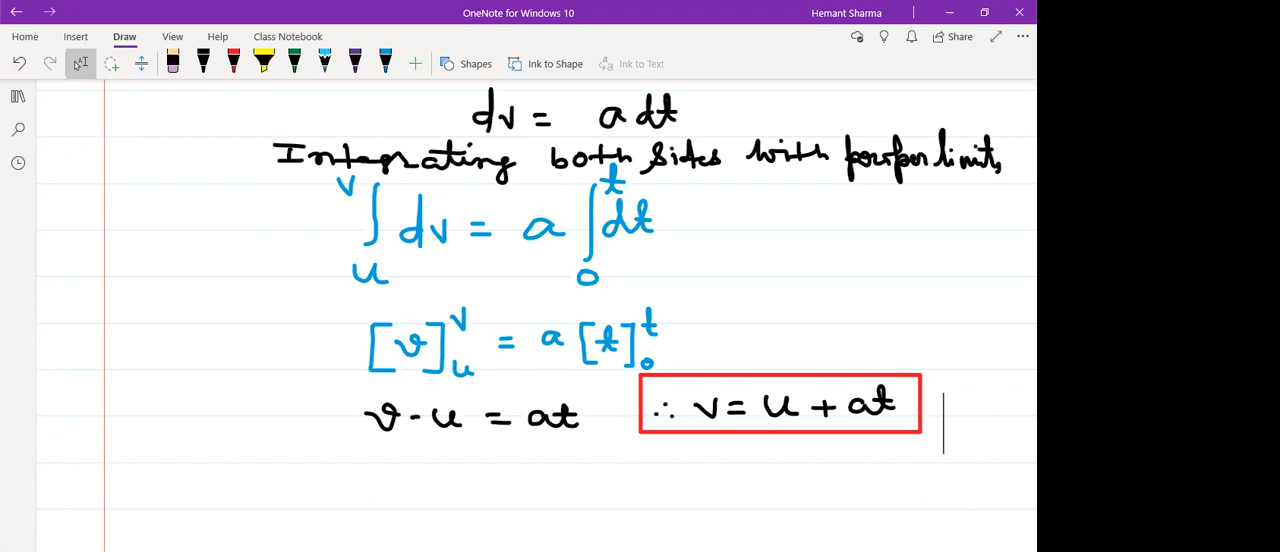 OneNote for Windows 10
Hemant Sharma
Home Insert Draw View Help Class Notebook
Share
Shapes Ink to Shape Ink to Text
dv = a dt
Integrating both sides with porper limits
∫ᵤᵛ dv = a ∫₀ᵗ dt
[v]ᵤᵛ = a [t]₀ᵗ
v - u = at ∴ v = u + at